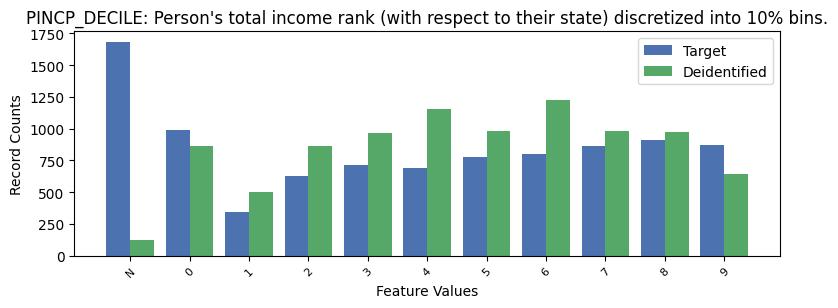 PINCP_DECILE: Person's total income rank (with respect to their state) discretized into 10% bins.
1750
1500
1250
1000
750
500
250
0
Record Counts
Target
Deidentified
N 0 1 2 3 4 5 6 7 8 9
Feature Values